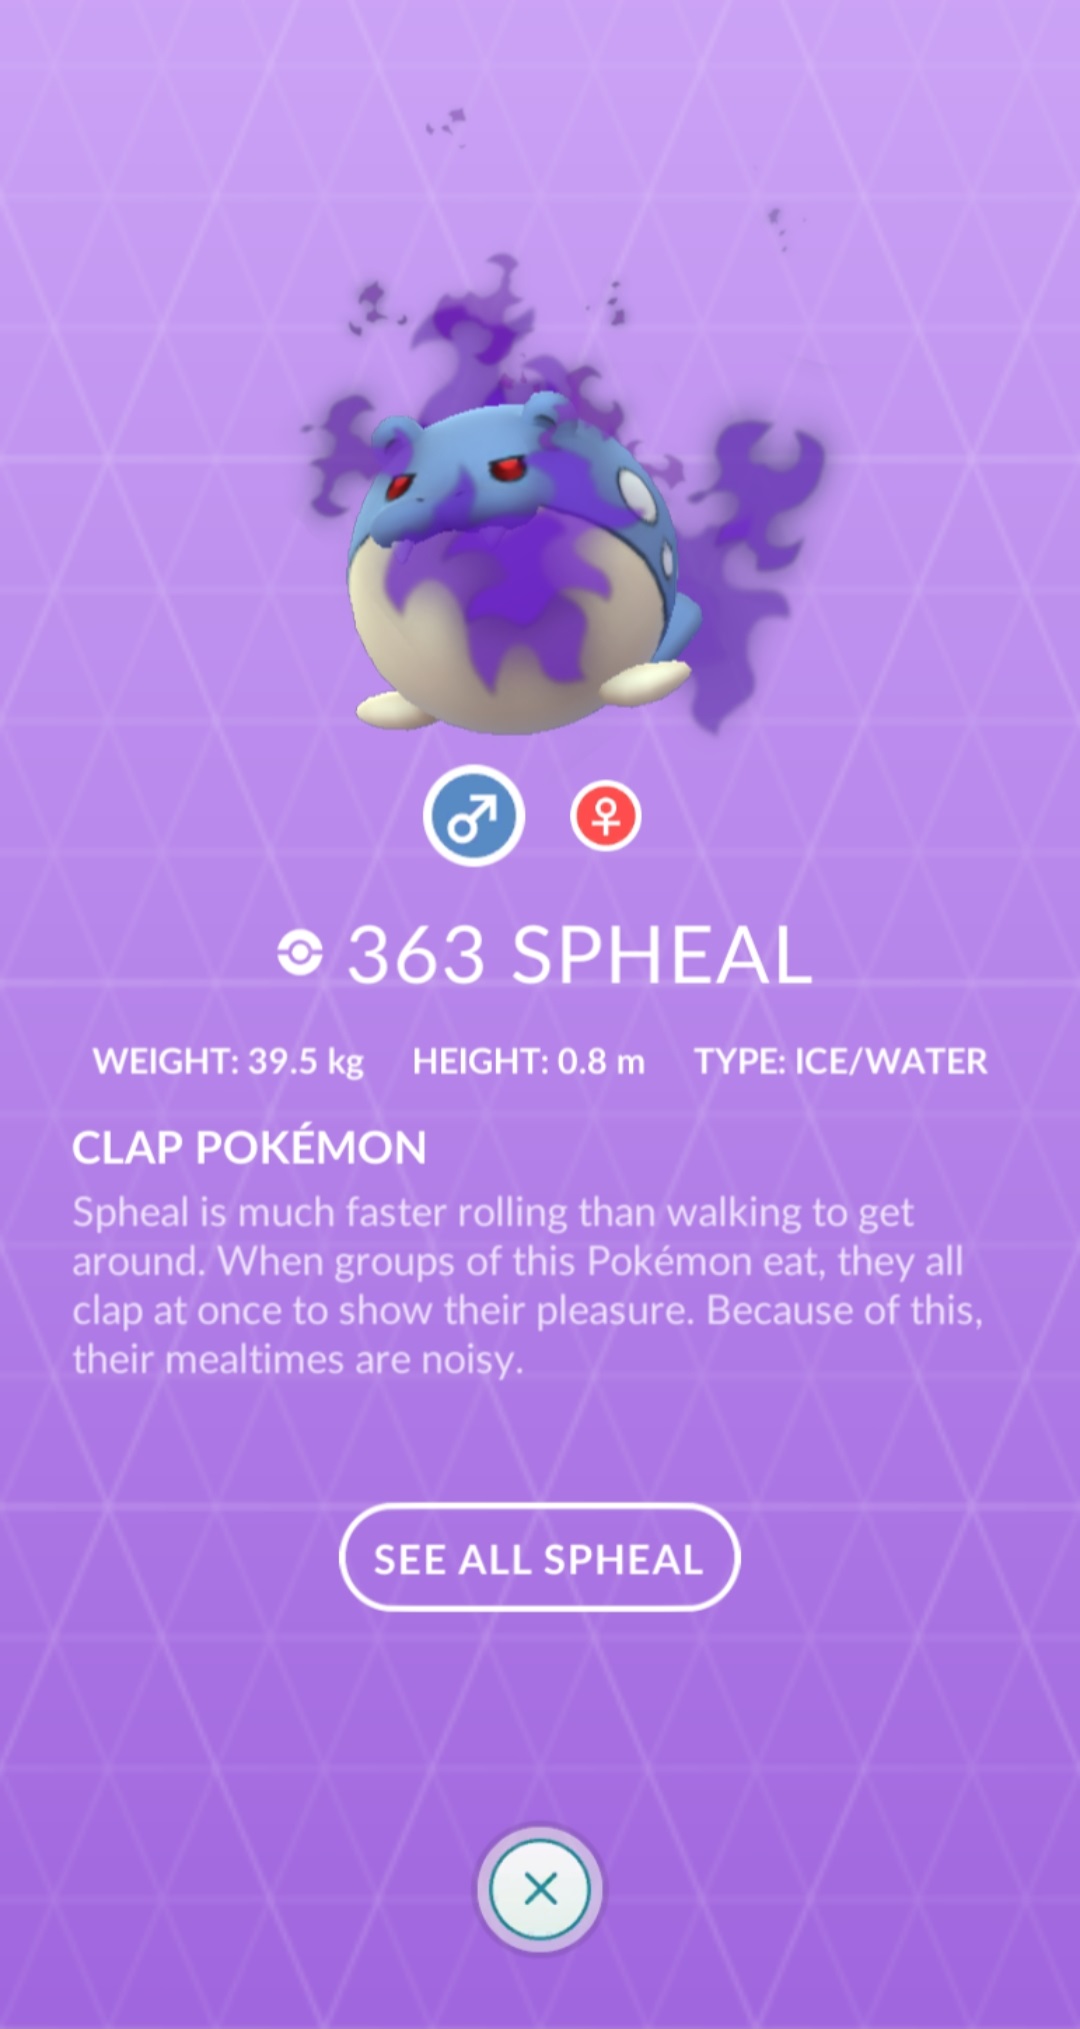 363 SPHEAL
WEIGHT: 39.5 kg HEIGHT: 0.8 m TYPE: ICE/WATER
CLAP POKÉMON
Spheal is much faster rolling than walking to get
around. When groups of this Pokémon eat, they all
clap at once to show their pleasure. Because of this,
their mealtimes are noisy.
SEE ALL SPHEAL